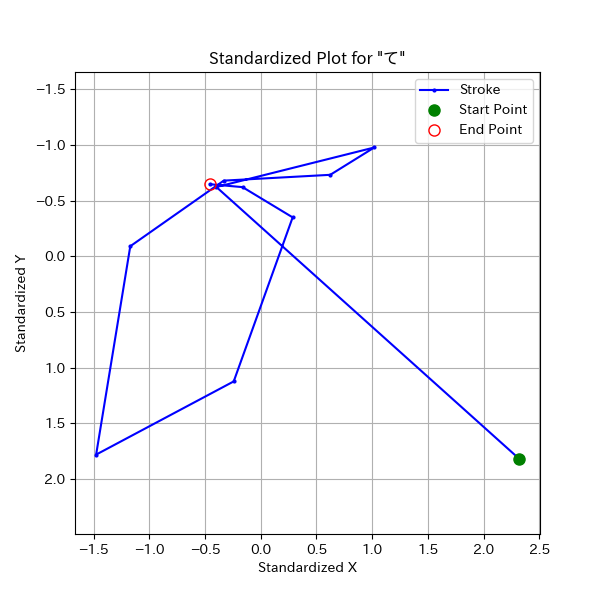 Standardized Plot for "て"
Stroke
Start Point
End Point
Standardized Y
−1.5
−1.0
−0.5
0.0
0.5
1.0
1.5
2.0
−1.5 −1.0 −0.5 0.0 0.5 1.0 1.5 2.0 2.5
Standardized X